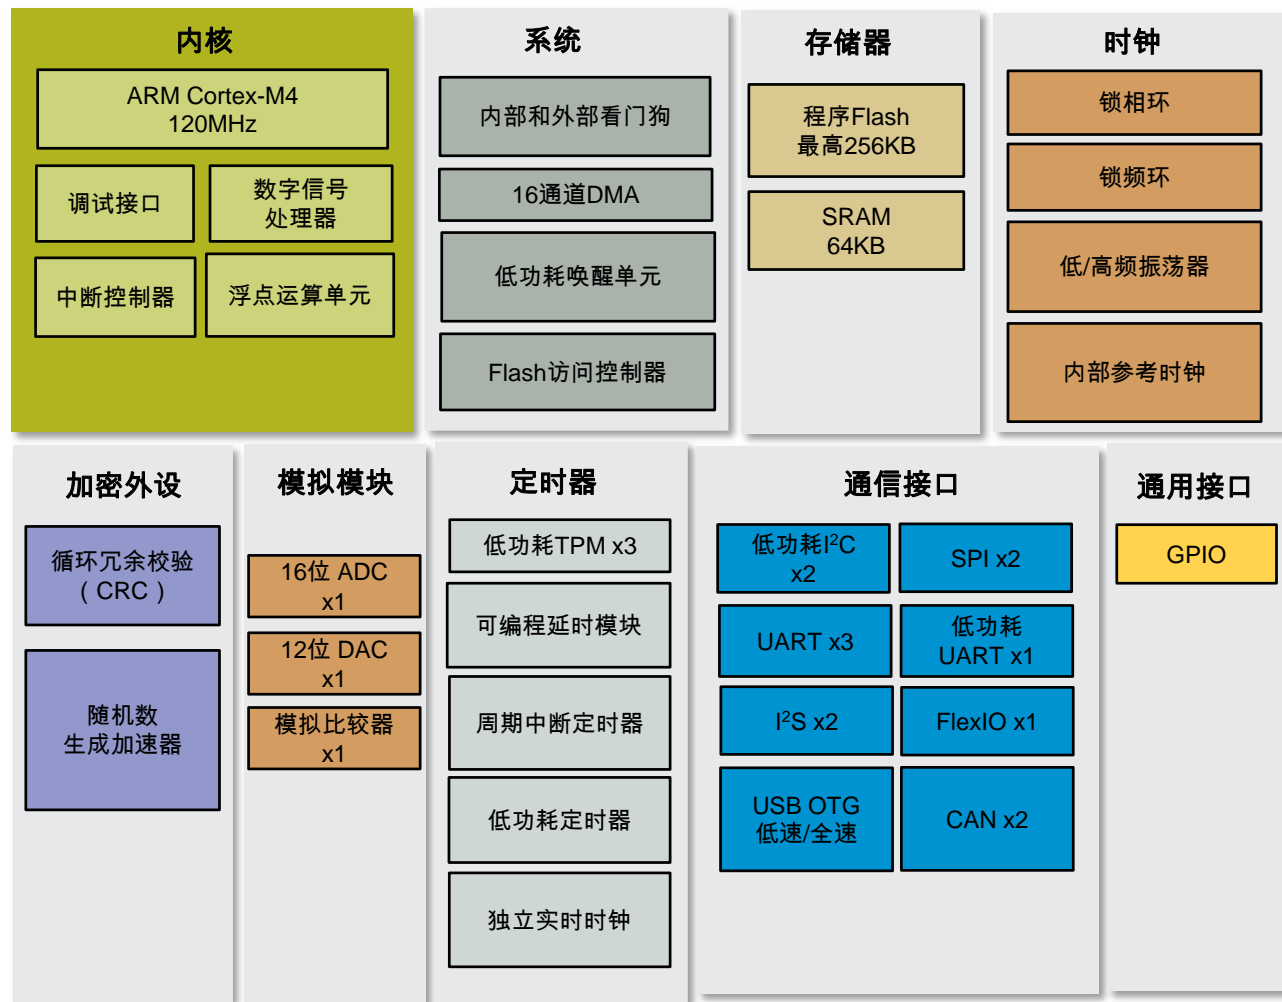 内核
ARM Cortex-M4
120MHz
调试接口
数字信号
处理器
中断控制器
浮点运算单元
系统
内部和外部看门狗
16通道DMA
低功耗唤醒单元
Flash访问控制器
存储器
程序Flash
最高256KB
SRAM
64KB
时钟
锁相环
锁频环
低/高频振荡器
内部参考时钟
加密外设
循环冗余校验
（CRC）
随机数
生成加速器
模拟模块
16位 ADC
x1
12位 DAC
x1
模拟比较器
x1
定时器
低功耗TPM x3
可编程延时模块
周期中断定时器
低功耗定时器
独立实时时钟
通信接口
低功耗I²C
x2
SPI x2
UART x3
低功耗
UART x1
I²S x2
FlexIO x1
USB OTG
低速/全速
CAN x2
通用接口
GPIO